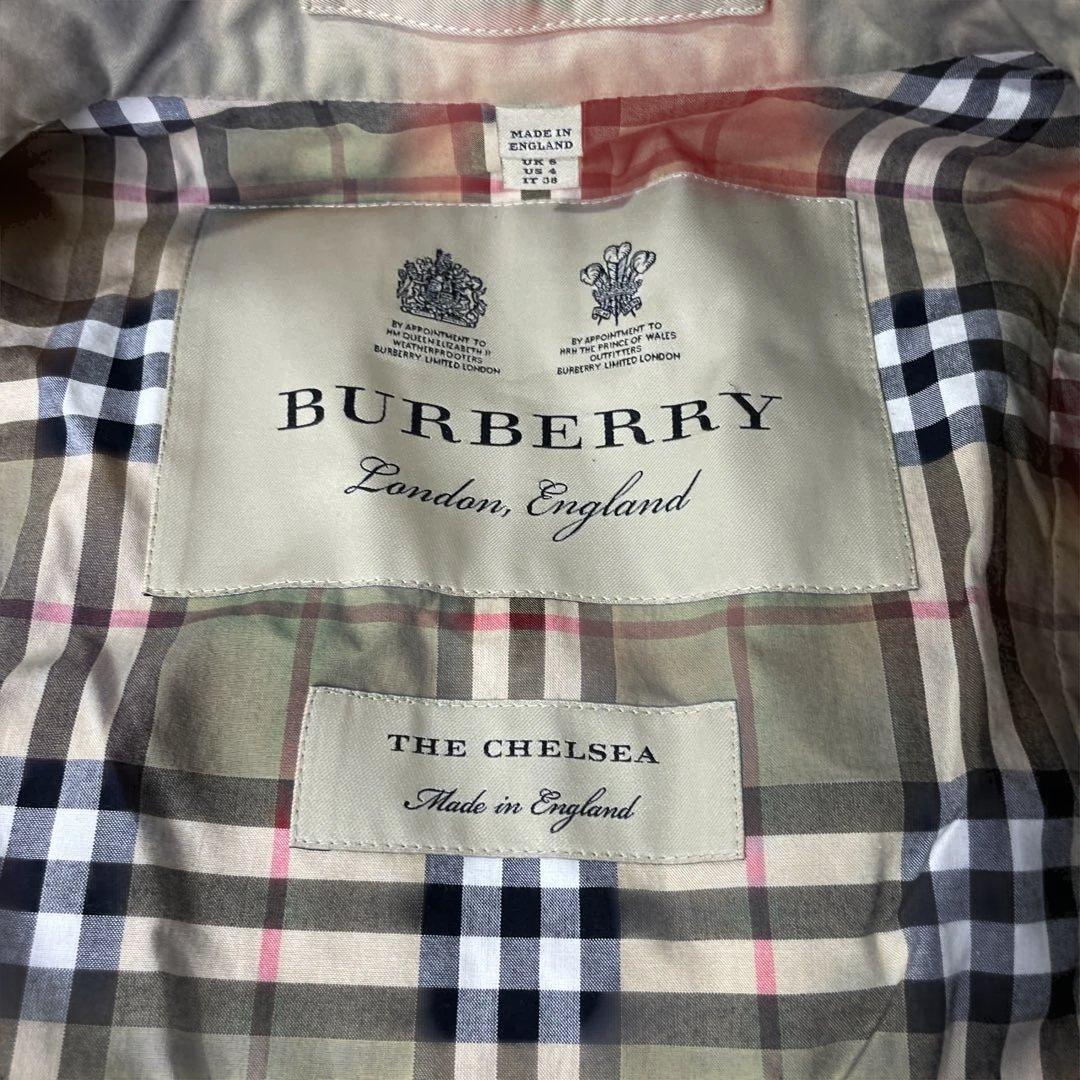 MADE IN
ENGLAND
UK 6
US 4
IT 38
BY APPOINTMENT TO
HM QUEEN ELIZABETH II
WEATHERPROOFERS
BURBERRY LIMITED LONDON
BY APPOINTMENT TO
HRH THE PRINCE OF WALES
OUTFITTERS
BURBERRY LIMITED LONDON
BURBERRY
London, England
THE CHELSEA
Made in England